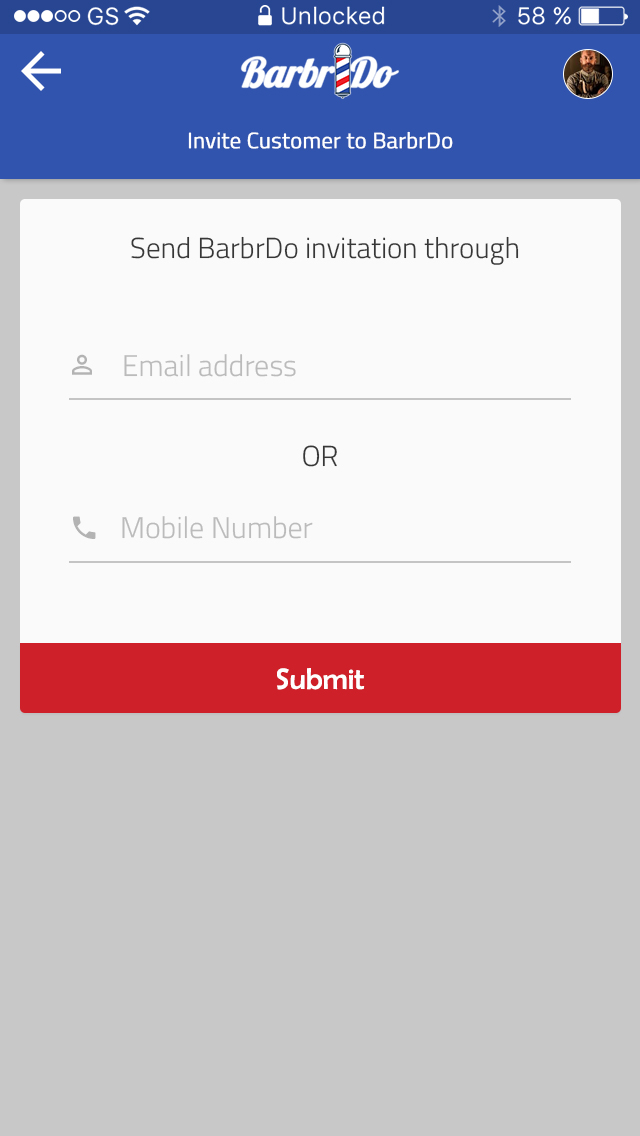 GS Unlocked 58 %
BarbrDo
Invite Customer to BarbrDo
Send BarbrDo invitation through
Email address
OR
Mobile Number
Submit